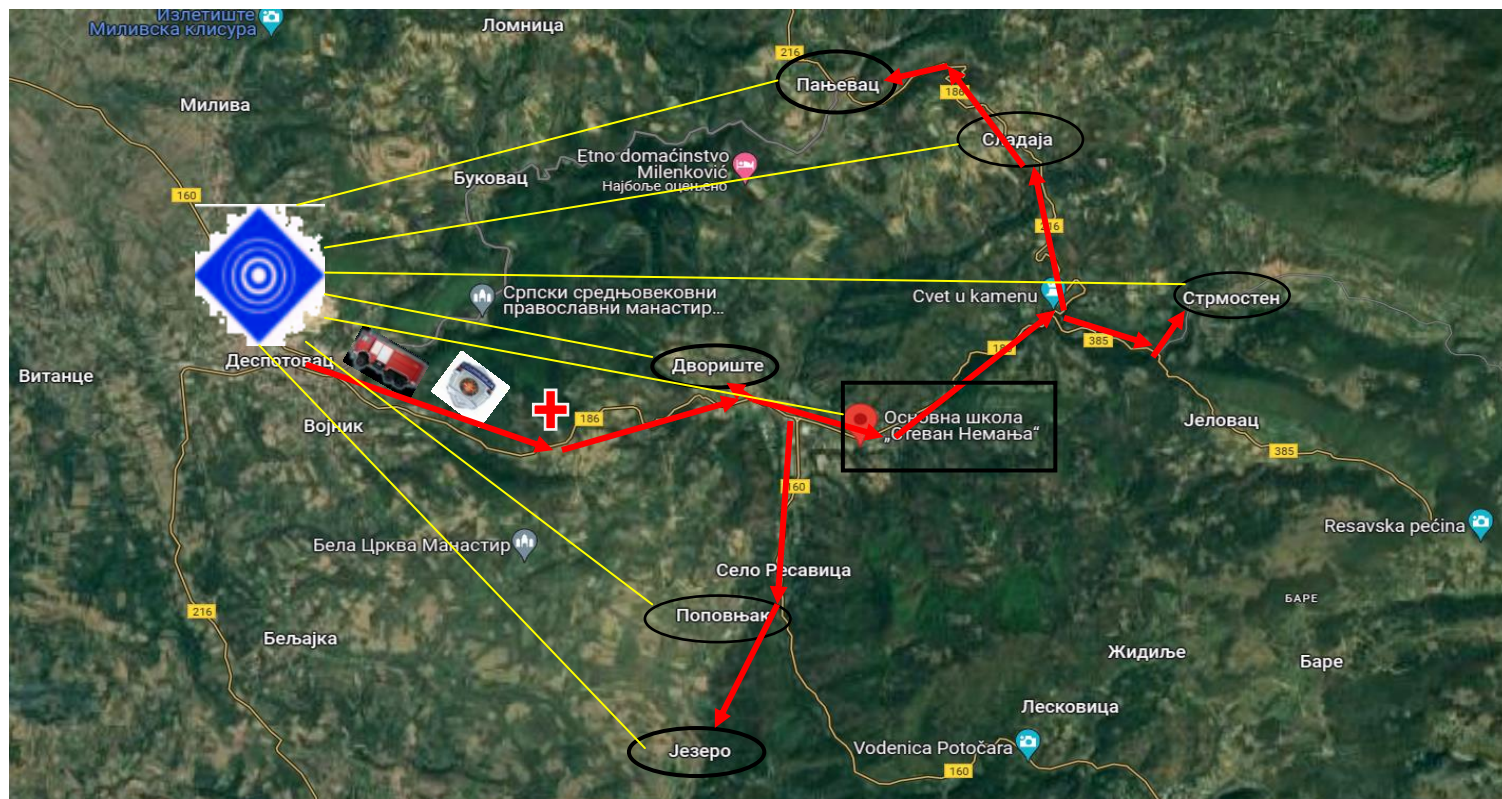 Излетиште
Миливска клисура
Ломница
216
Пањевац
186
Милива
Сладаја
Etno domaćinstvo
Milenković
Најбоље оцењено
Буковац
160
216
Српски средњовековни
православни манастир...
Cvet u kamenu
Стрмостен
385
Деспотовац
Витанце
Двориште
186
Војник
Основна школа
„Стеван Немања“
Јеловац
385
160
Resavska pećina
Бела Црква Манастир
Село Ресавица
БАРЕ
216
Поповњак
Бељајка
Жидиље
Баре
Лесковица
Језеро
Vodenica Potočara
160